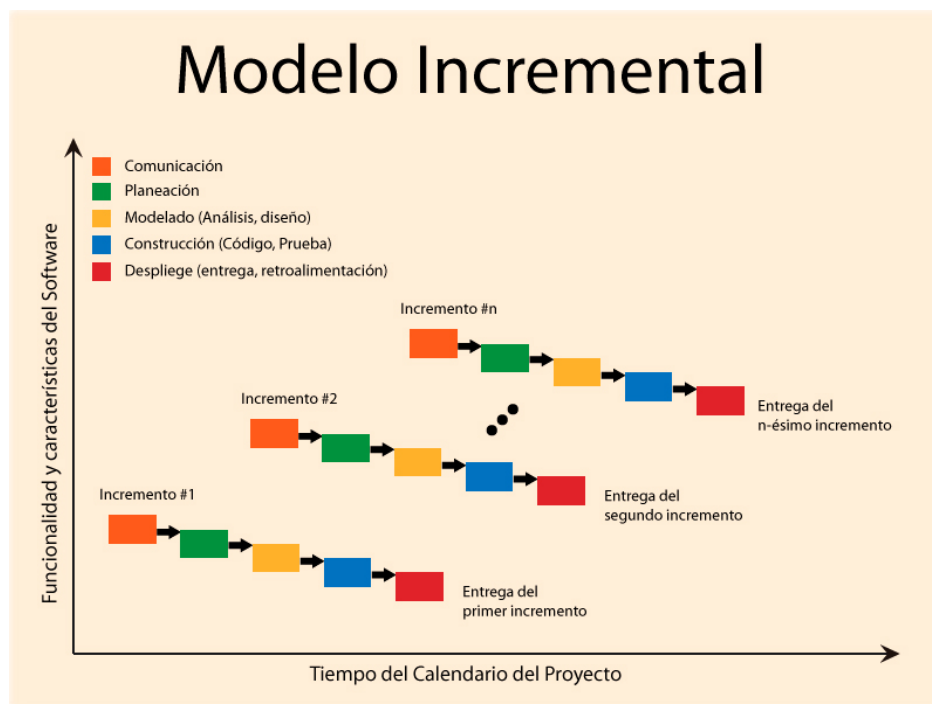 Modelo Incremental
Funcionalidad y características del Software
Comunicación
Planeación
Modelado (Análisis, diseño)
Construcción (Código, Prueba)
Despliege (entrega, retroalimentación)
Incremento #n
Entrega del
n-ésimo incremento
Incremento #2
Entrega del
segundo incremento
Incremento #1
Entrega del
primer incremento
Tiempo del Calendario del Proyecto